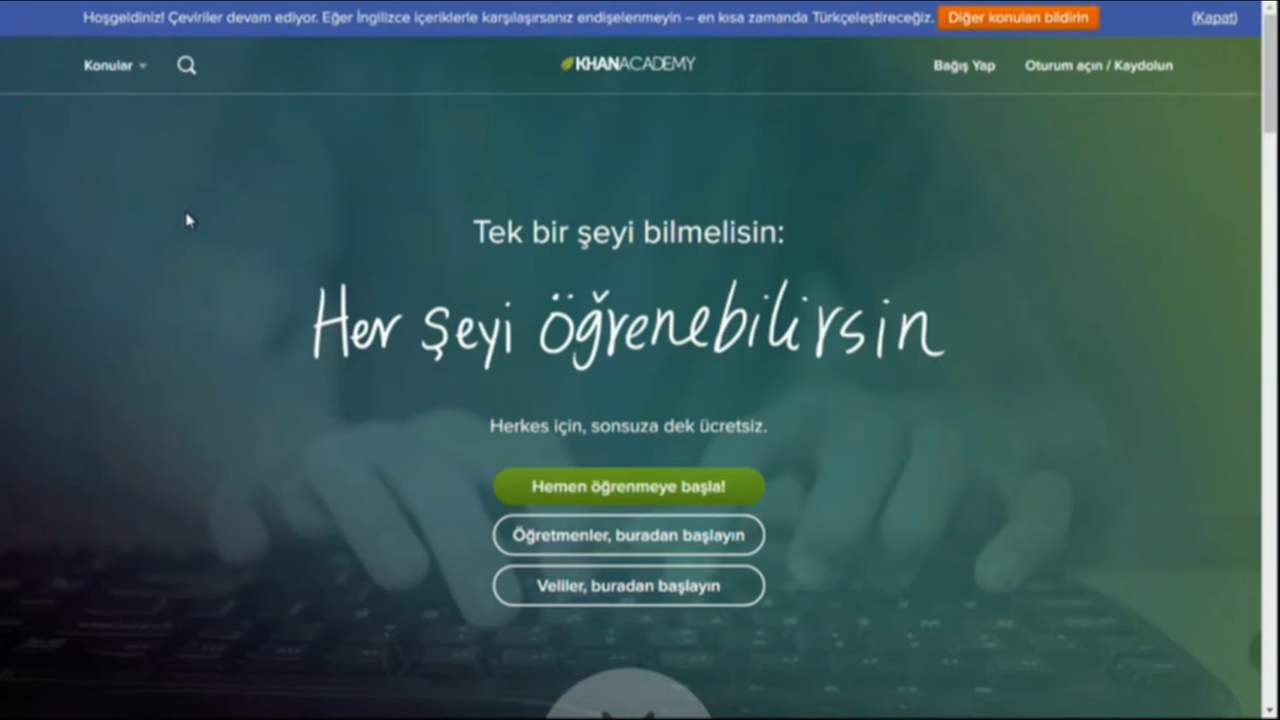 Hoşgeldiniz! Çeviriler devam ediyor. Eğer İngilizce içeriklerle karşılaşırsanız endişelenmeyin – en kısa zamanda Türkçeleştireceğiz. Diğer konuları bildirin (Kapat)
Konular KHANACADEMY Bağış Yap Oturum açın / Kaydolun
Tek bir şeyi bilmelisin:
Her şeyi öğrenebilirsin
Herkes için, sonsuza dek ücretsiz.
Hemen öğrenmeye başla!
Öğretmenler, buradan başlayın
Veliler, buradan başlayın